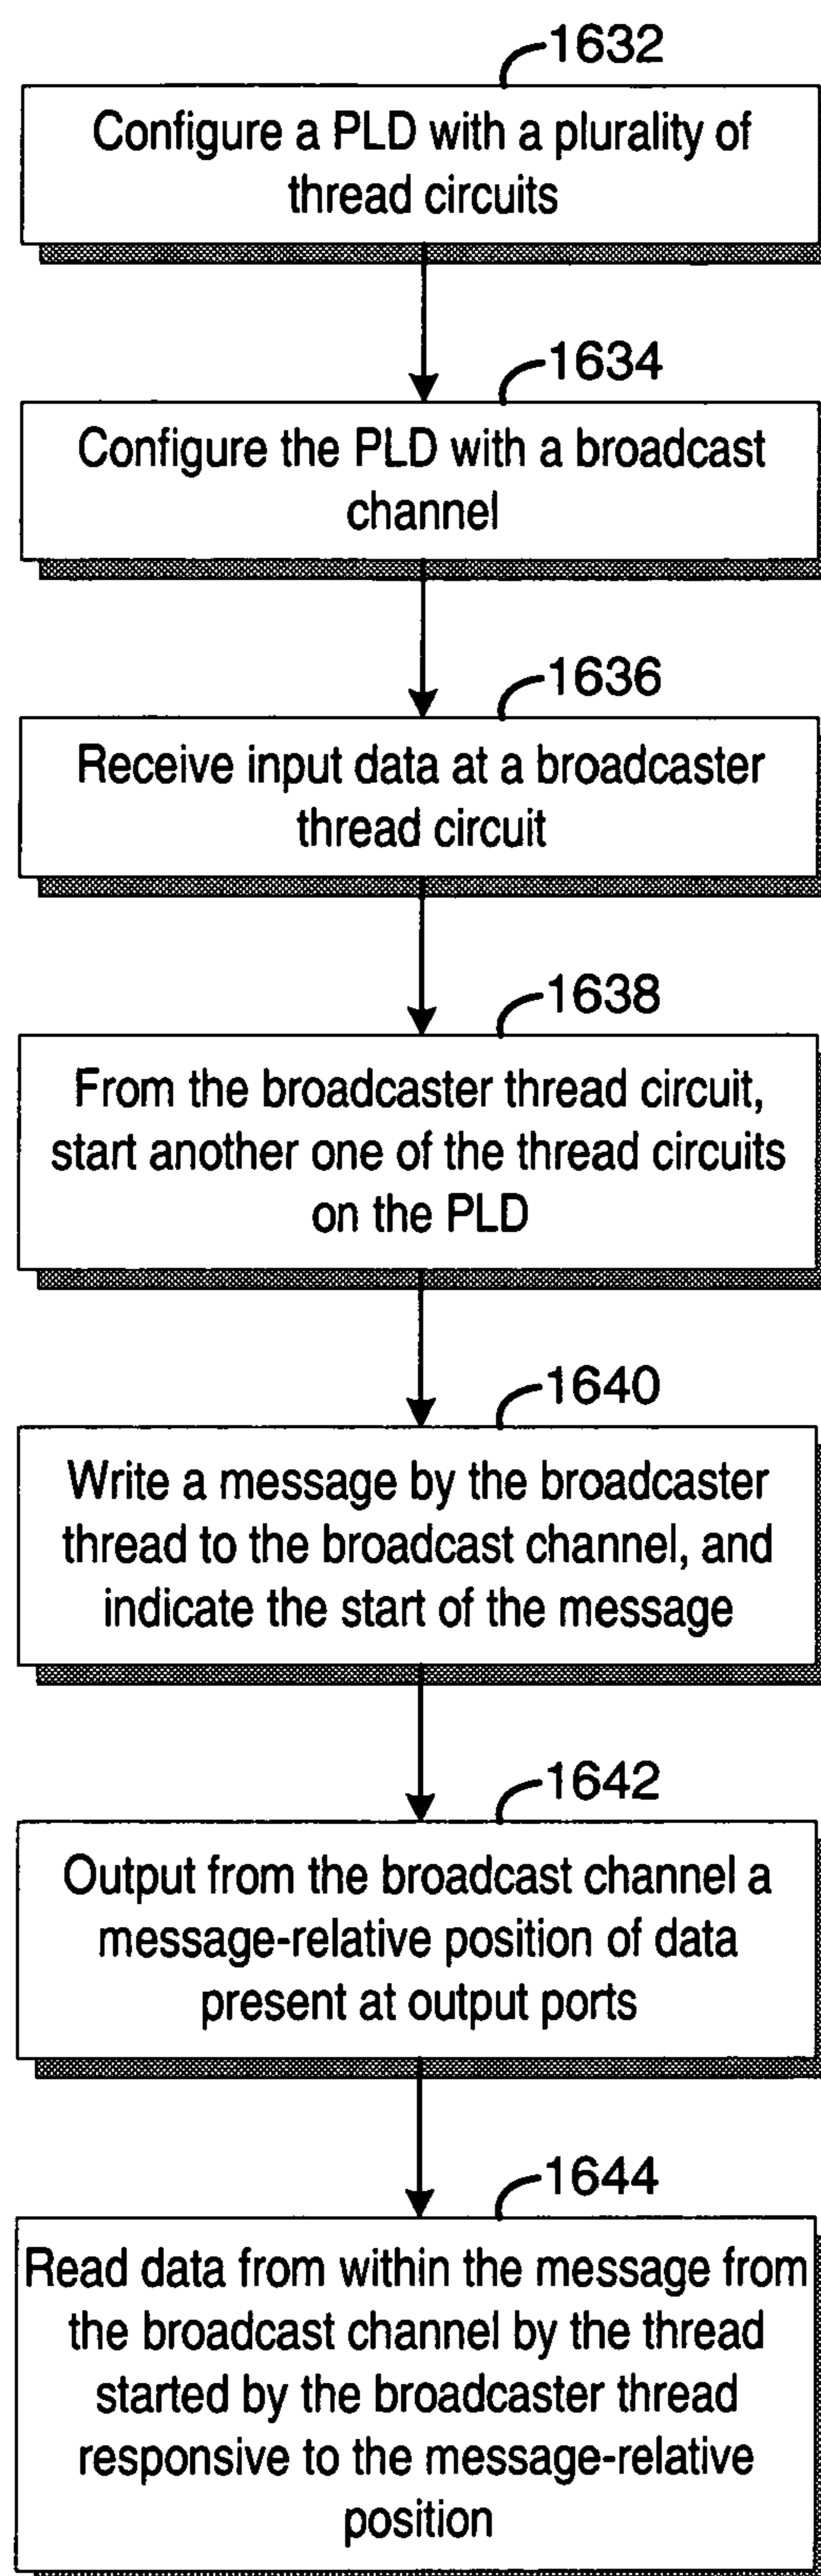 1632
Configure a PLD with a plurality of
thread circuits
1634
Configure the PLD with a broadcast
channel
1636
Receive input data at a broadcaster
thread circuit
1638
From the broadcaster thread circuit,
start another one of the thread circuits
on the PLD
1640
Write a message by the broadcaster
thread to the broadcast channel, and
indicate the start of the message
1642
Output from the broadcast channel a
message-relative position of data
present at output ports
1644
Read data from within the message from
the broadcast channel by the thread
started by the broadcaster thread
responsive to the message-relative
position